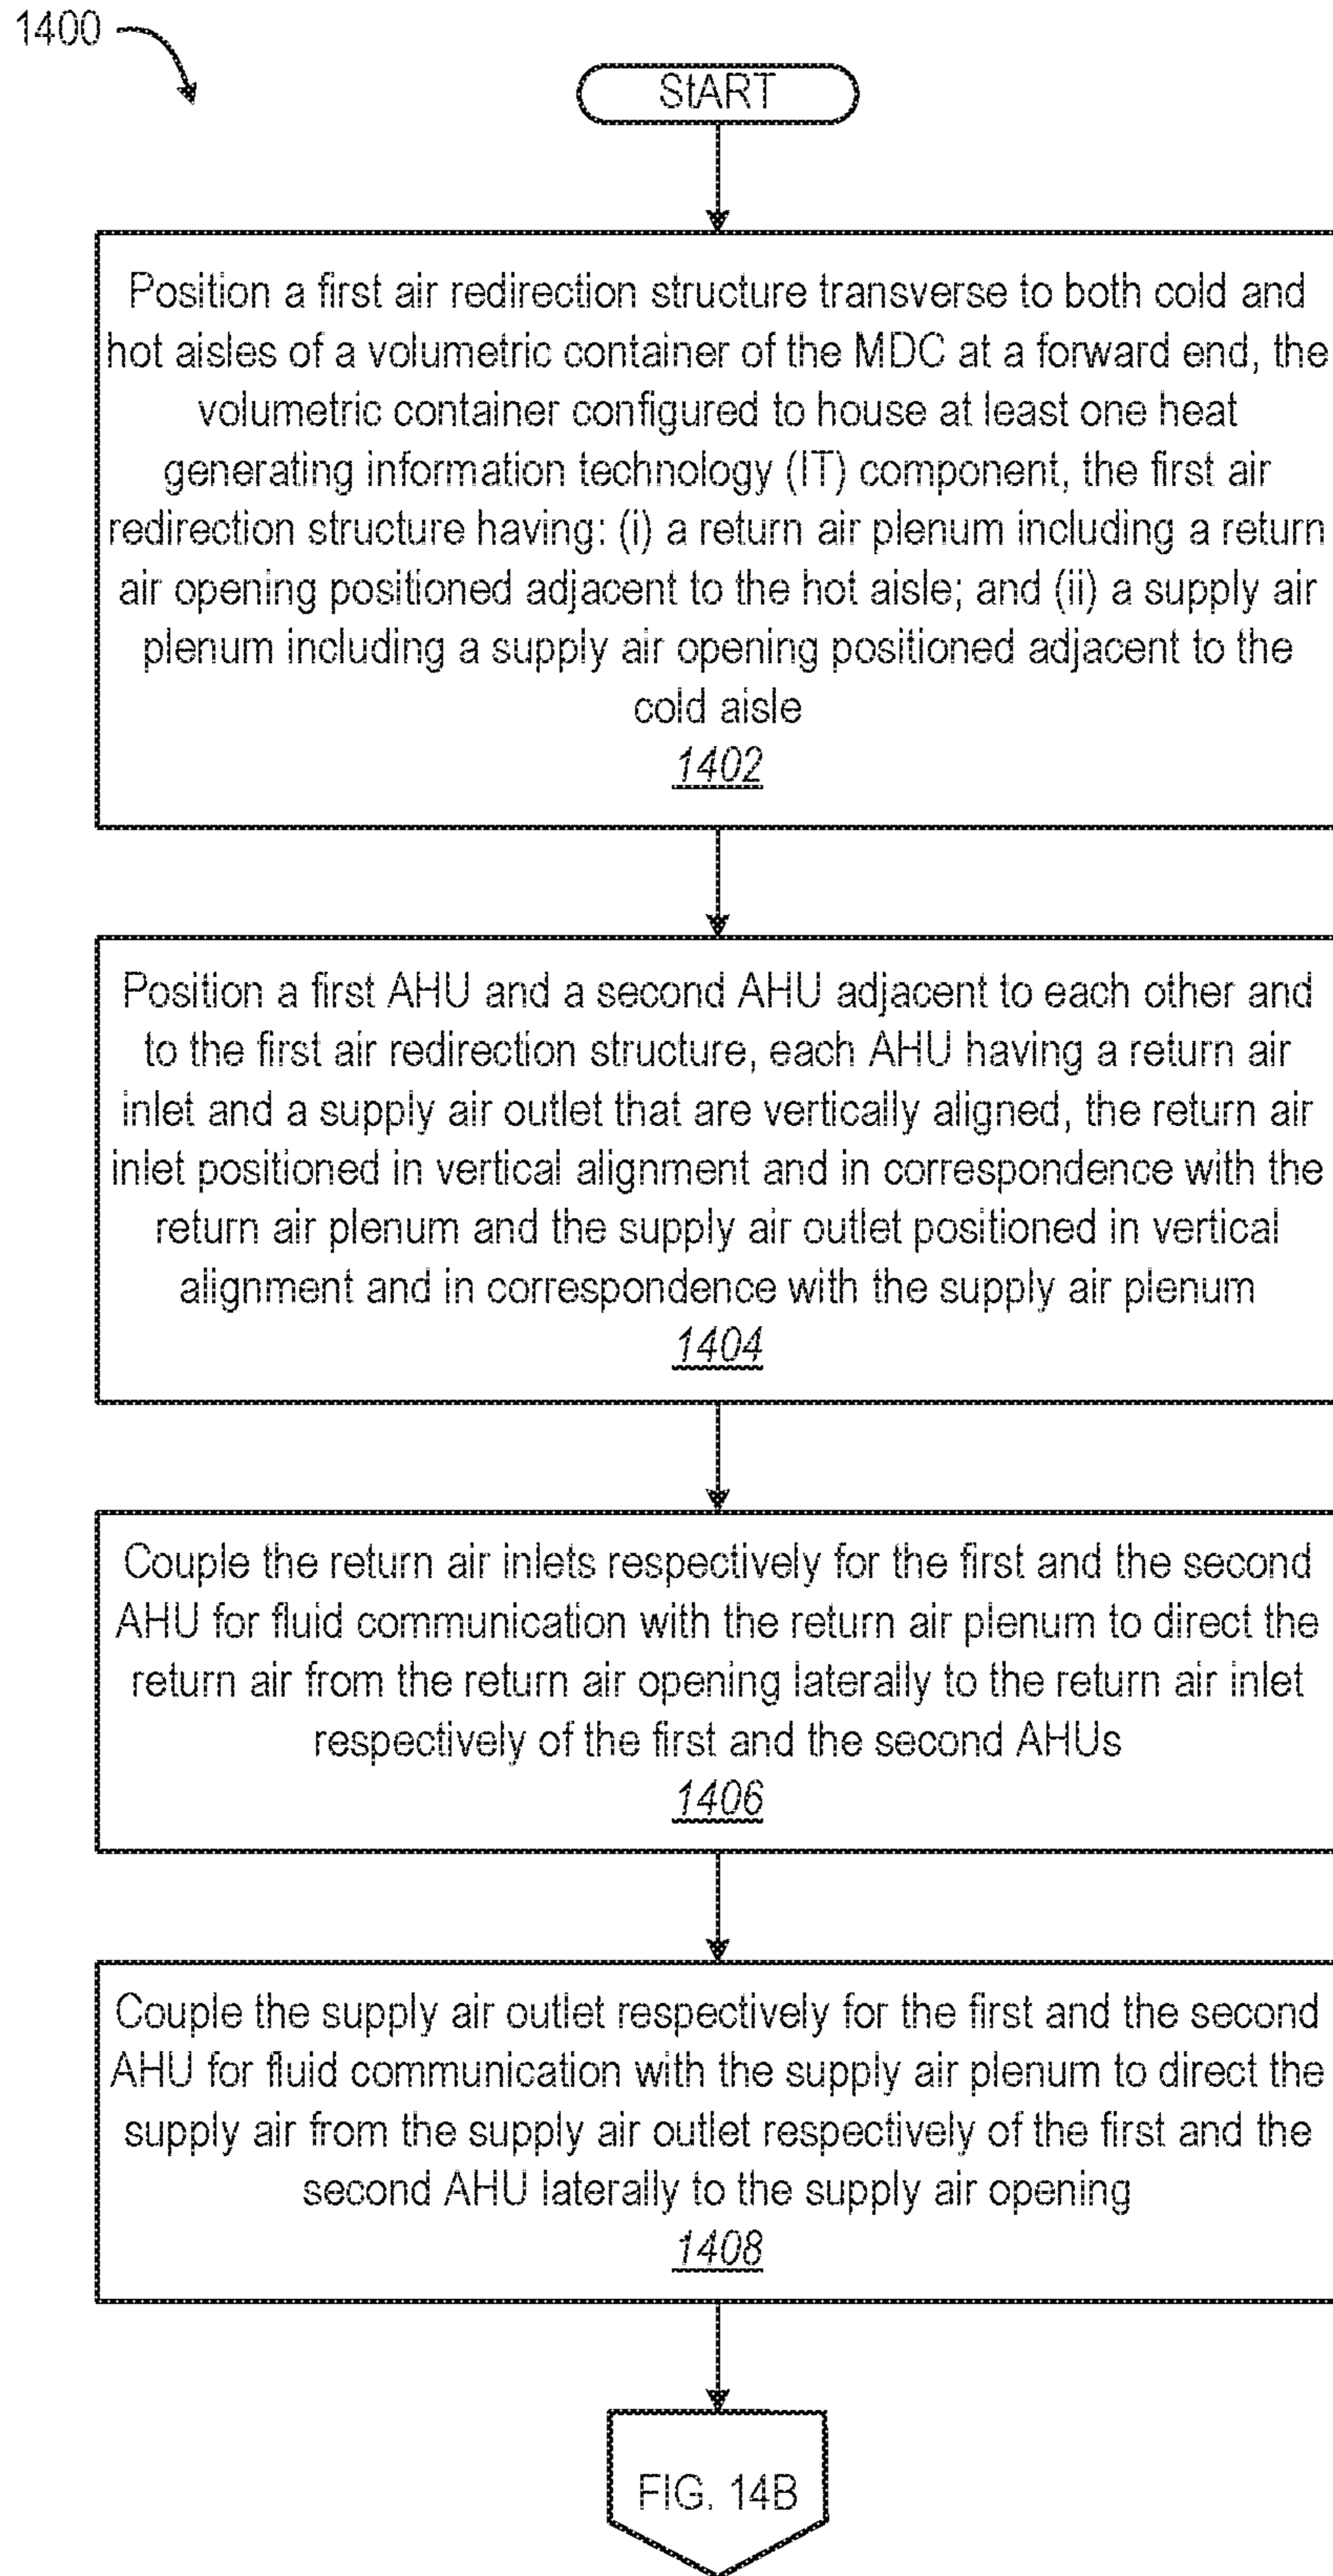 1400
StART
Position a first air redirection structure transverse to both cold and
hot aisles of a volumetric container of the MDC at a forward end, the
volumetric container configured to house at least one heat
generating information technology (IT) component, the first air
redirection structure having: (i) a return air plenum including a return
air opening positioned adjacent to the hot aisle; and (ii) a supply air
plenum including a supply air opening positioned adjacent to the
cold aisle
1402
Position a first AHU and a second AHU adjacent to each other and
to the first air redirection structure, each AHU having a return air
inlet and a supply air outlet that are vertically aligned, the return air
inlet positioned in vertical alignment and in correspondence with the
return air plenum and the supply air outlet positioned in vertical
alignment and in correspondence with the supply air plenum
1404
Couple the return air inlets respectively for the first and the second
AHU for fluid communication with the return air plenum to direct the
return air from the return air opening laterally to the return air inlet
respectively of the first and the second AHUs
1406
Couple the supply air outlet respectively for the first and the second
AHU for fluid communication with the supply air plenum to direct the
supply air from the supply air outlet respectively of the first and the
second AHU laterally to the supply air opening
1408
FIG. 14B